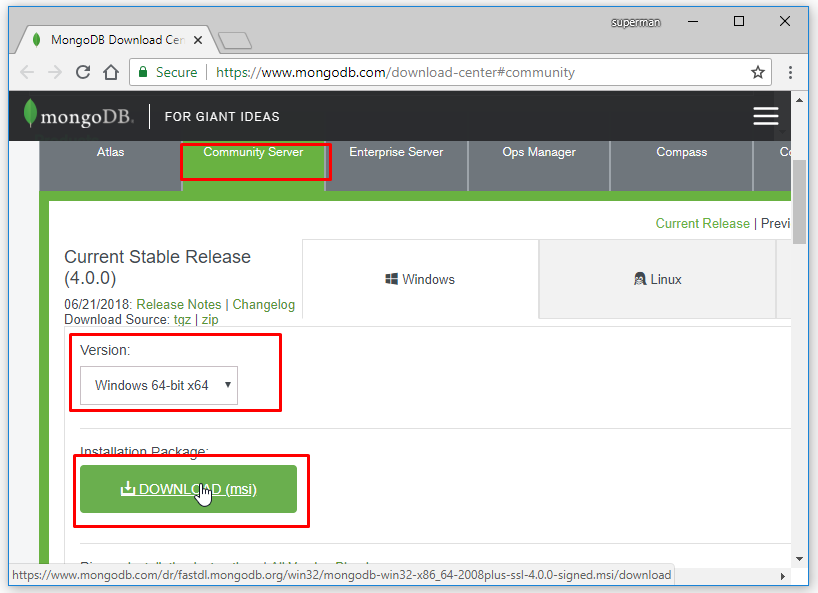 superman
MongoDB Download Cen
Secure https://www.mongodb.com/download-center#community
mongoDB. FOR GIANT IDEAS
Atlas Community Server Enterprise Server Ops Manager Compass
Current Release | Previ
Current Stable Release
(4.0.0)
06/21/2018: Release Notes | Changelog
Download Source: tgz | zip
Windows
Linux
Version:
Windows 64-bit x64
Installation Package:
DOWNLOAD (msi)
https://www.mongodb.com/dr/fastdl.mongodb.org/win32/mongodb-win32-x86_64-2008plus-ssl-4.0.0-signed.msi/download